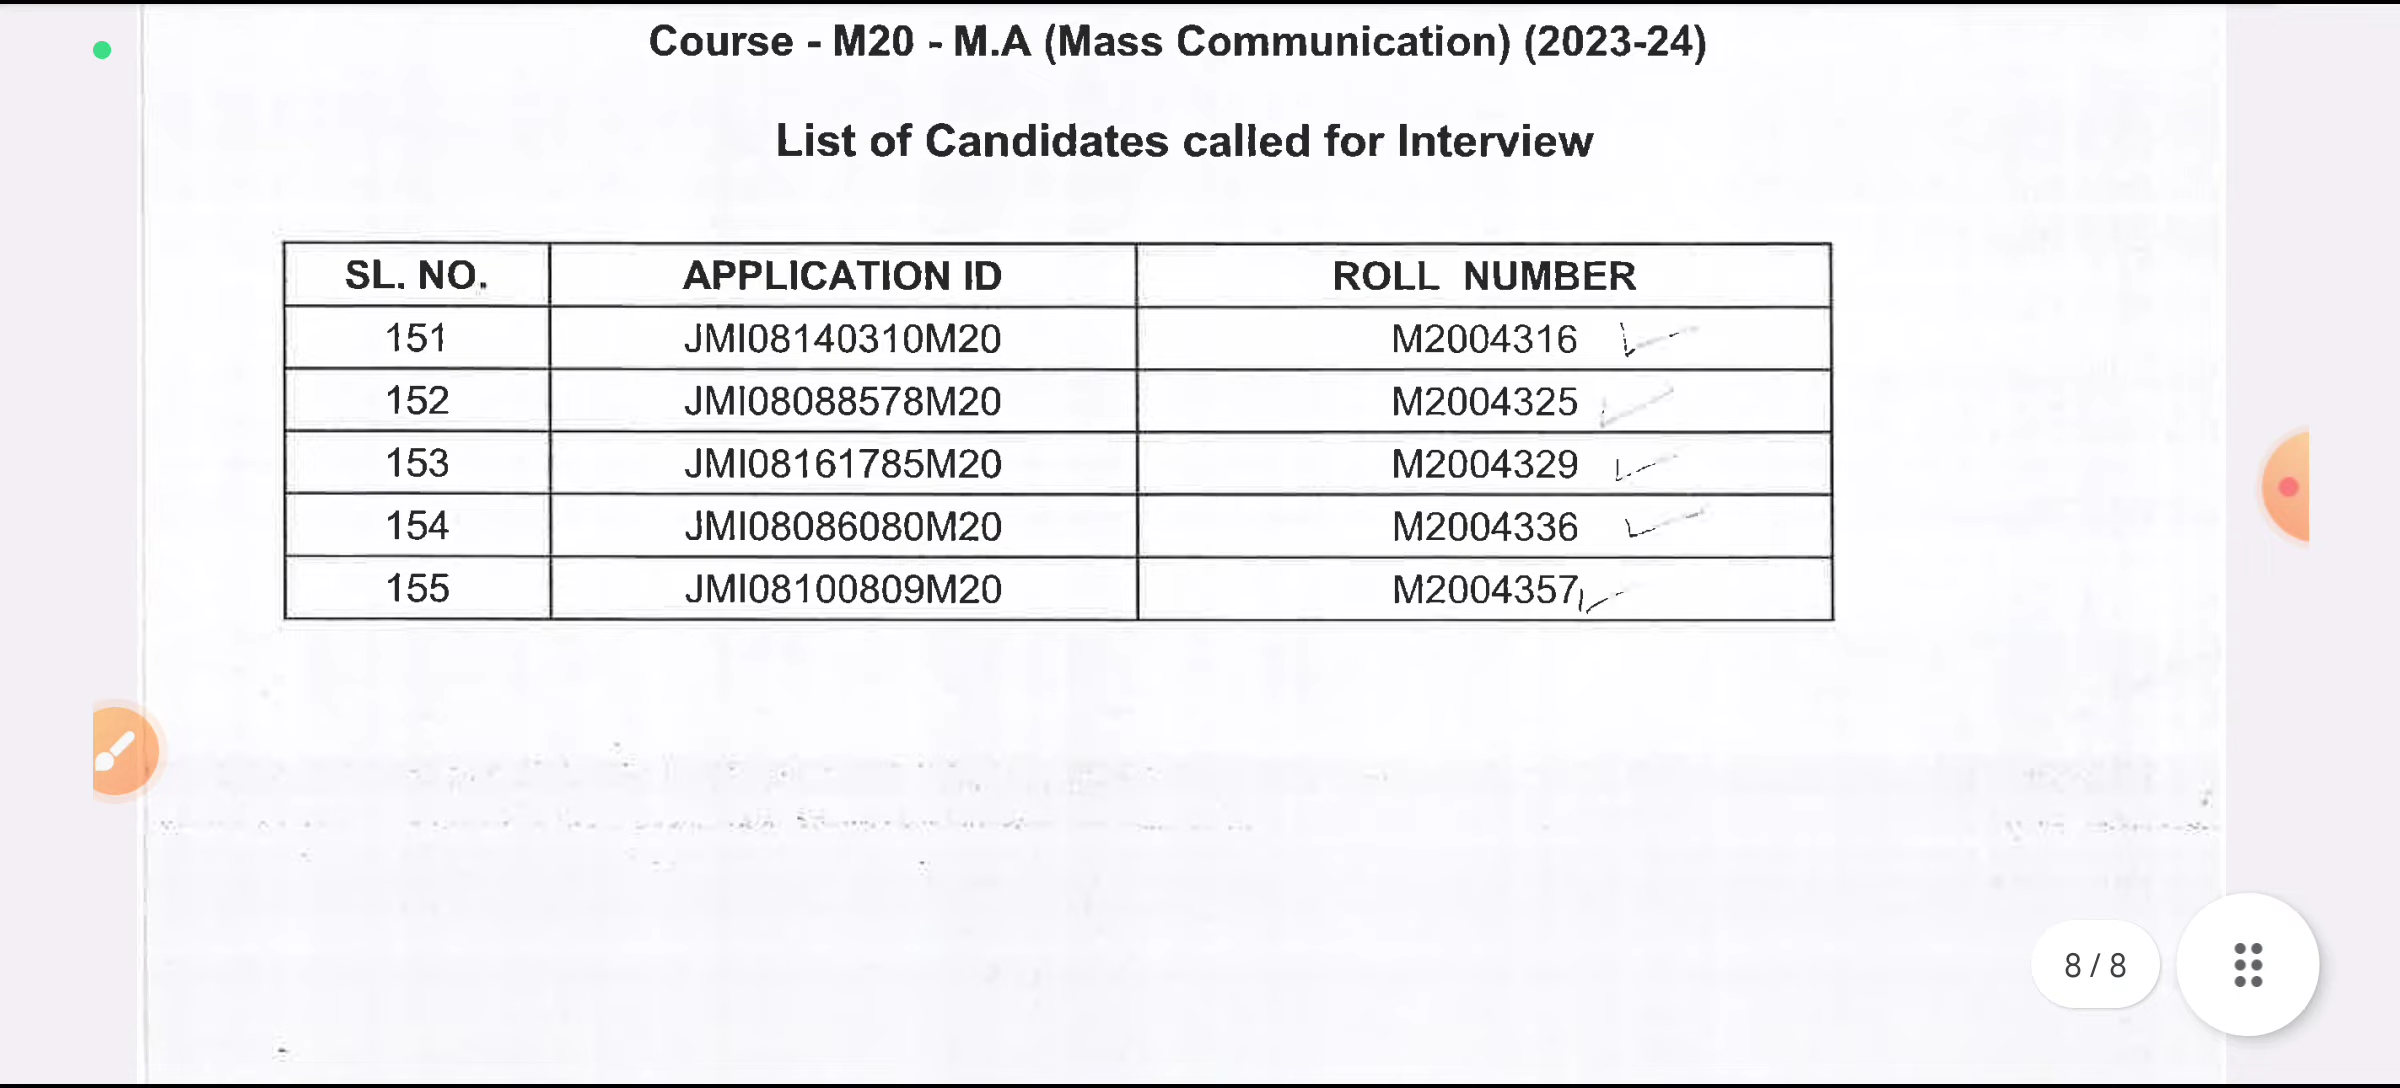 Course - M20 - M.A (Mass Communication) (2023-24)
List of Candidates called for Interview
SL. NO. APPLICATION ID ROLL NUMBER
151 JMI08140310M20 M2004316
152 JMI08088578M20 M2004325
153 JMI08161785M20 M2004329
154 JMI08086080M20 M2004336
155 JMI08100809M20 M2004357
8 / 8